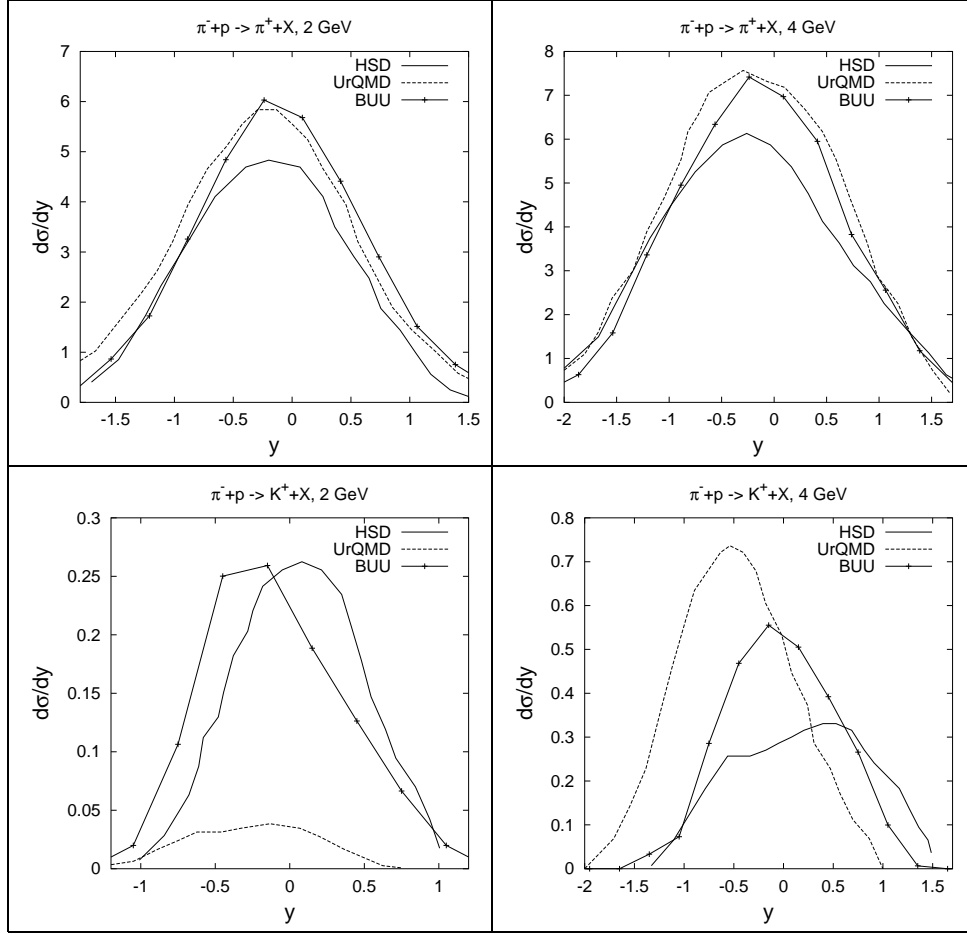 π⁻+p -> π⁺+X, 2 GeV
HSD
UrQMD
BUU
dσ/dy
7
6
5
4
3
2
1
0
-1.5 -1 -0.5 0 0.5 1 1.5
y
π⁻+p -> π⁺+X, 4 GeV
HSD
UrQMD
BUU
dσ/dy
8
7
6
5
4
3
2
1
0
-2 -1.5 -1 -0.5 0 0.5 1 1.5
y
π⁻+p -> K⁺+X, 2 GeV
HSD
UrQMD
BUU
dσ/dy
0.3
0.25
0.2
0.15
0.1
0.05
0
-1 -0.5 0 0.5 1
y
π⁻+p -> K⁺+X, 4 GeV
HSD
UrQMD
BUU
dσ/dy
0.8
0.7
0.6
0.5
0.4
0.3
0.2
0.1
0
-2 -1.5 -1 -0.5 0 0.5 1 1.5
y